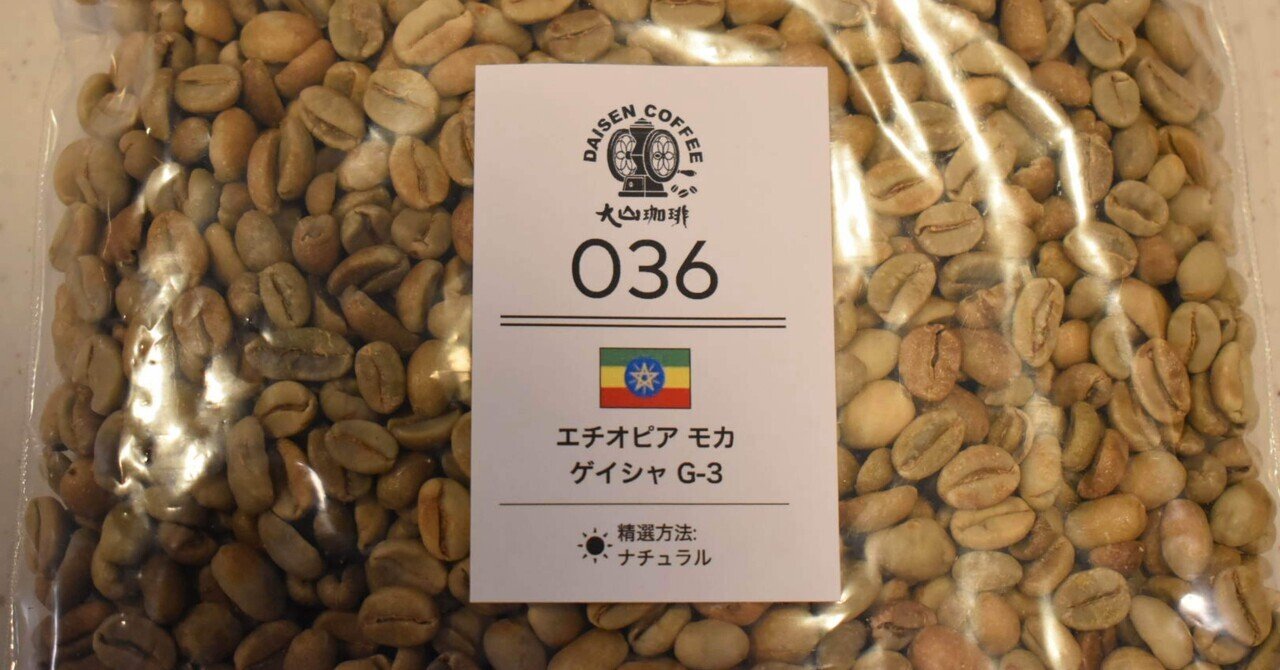 DAISEN COFFEE
大山珈琲
036
エチオピア モカ
ゲイシャ G-3
精選方法:
ナチュラル